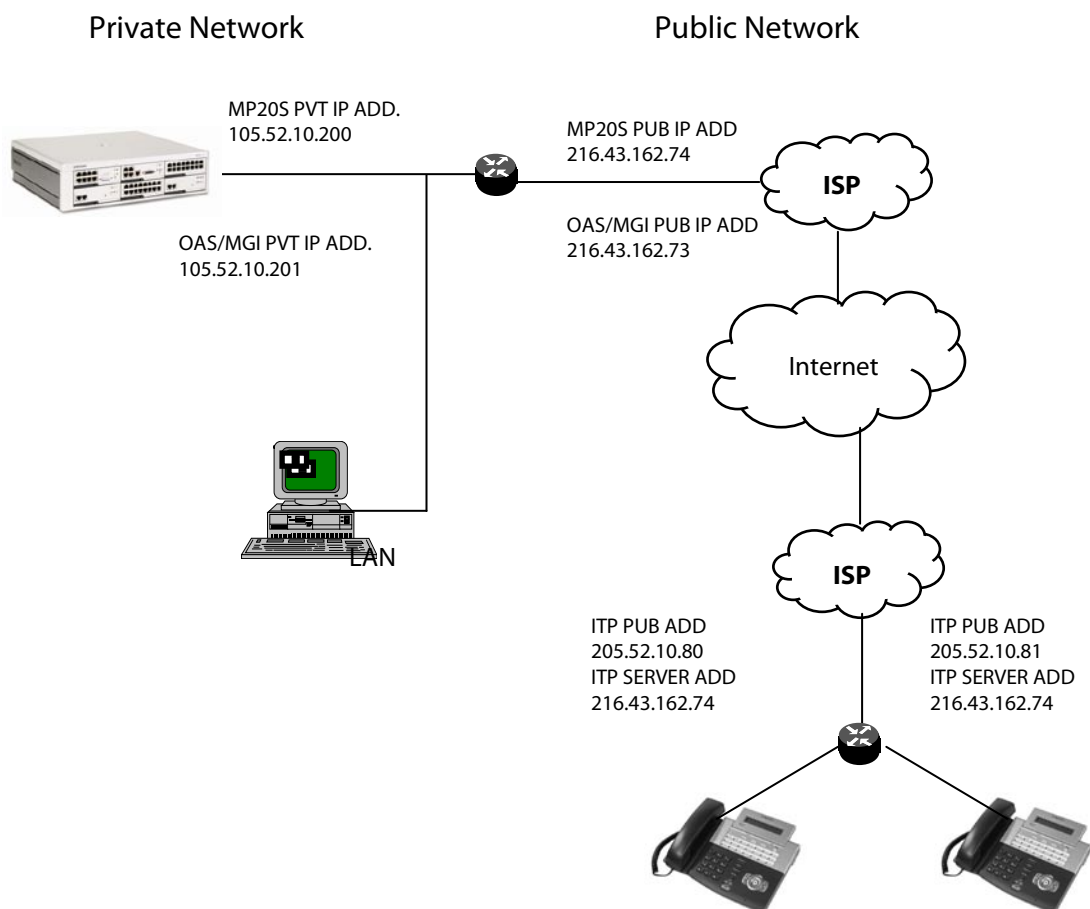 Private Network
Public Network
MP20S PVT IP ADD.
105.52.10.200
MP20S PUB IP ADD
216.43.162.74
ISP
OAS/MGI PVT IP ADD.
105.52.10.201
OAS/MGI PUB IP ADD
216.43.162.73
Internet
LAN
ISP
ITP PUB ADD
205.52.10.80
ITP SERVER ADD
216.43.162.74
ITP PUB ADD
205.52.10.81
ITP SERVER ADD
216.43.162.74